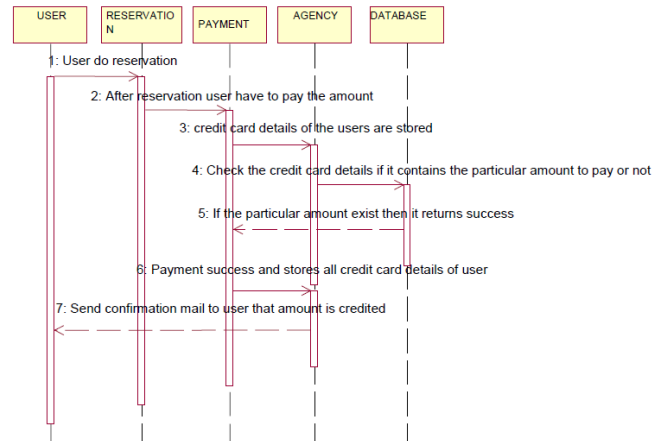 USER
RESERVATIO
N
PAYMENT
AGENCY
DATABASE
1: User do reservation
2: After reservation user have to pay the amount
3: credit card details of the users are stored
4: Check the credit card details if it contains the particular amount to pay or not
5: If the particular amount exist then it returns success
6: Payment success and stores all credit card details of user
7: Send confirmation mail to user that amount is credited